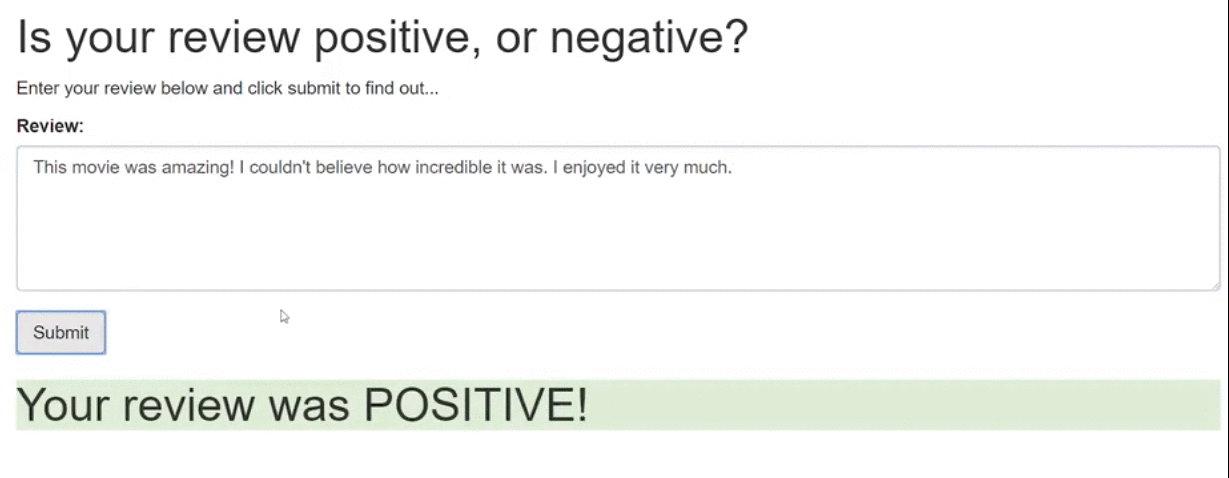 Is your review positive, or negative?
Enter your review below and click submit to find out...
Review:
This movie was amazing! I couldn't believe how incredible it was. I enjoyed it very much.
Submit
Your review was POSITIVE!